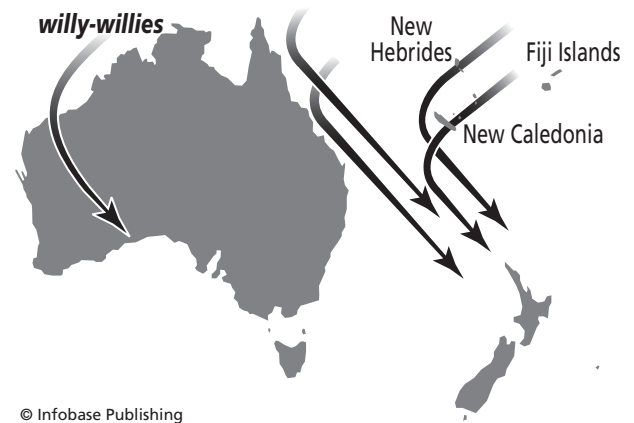 willy-willies
New
Hebrides
Fiji Islands
New Caledonia
© Infobase Publishing